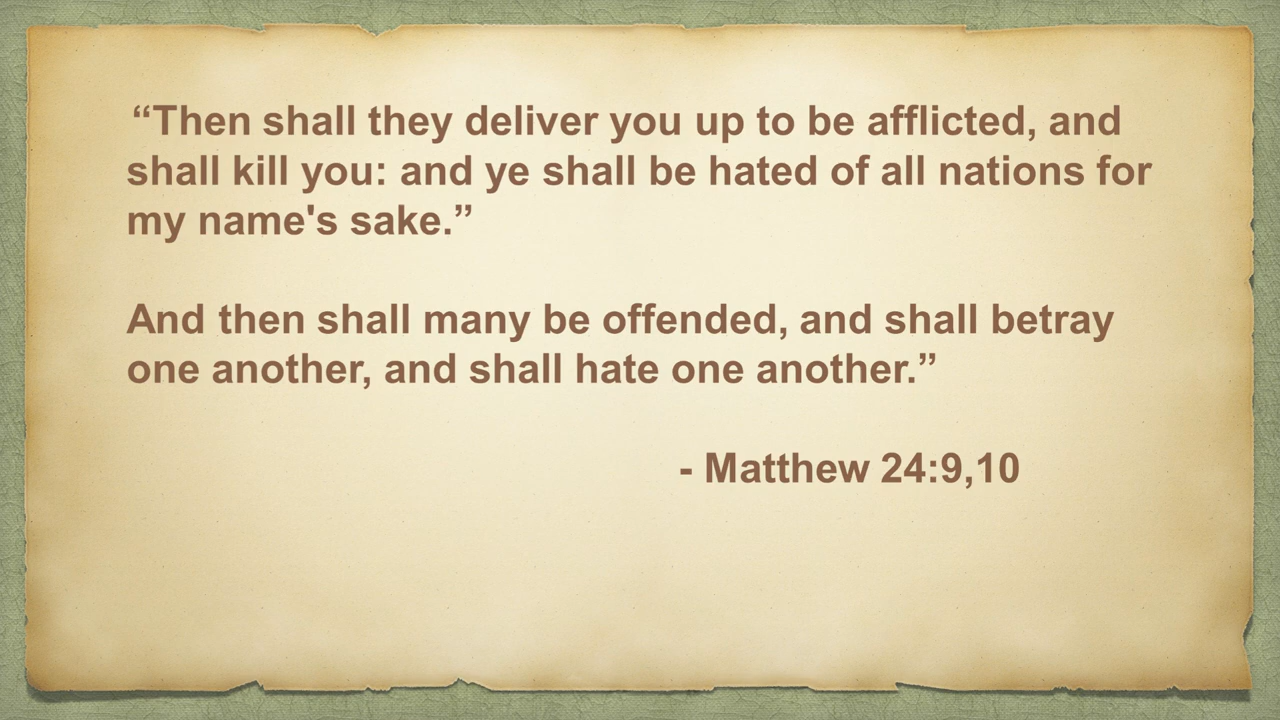 “Then shall they deliver you up to be afflicted, and
shall kill you: and ye shall be hated of all nations for
my name's sake.”
And then shall many be offended, and shall betray
one another, and shall hate one another.”
- Matthew 24:9,10